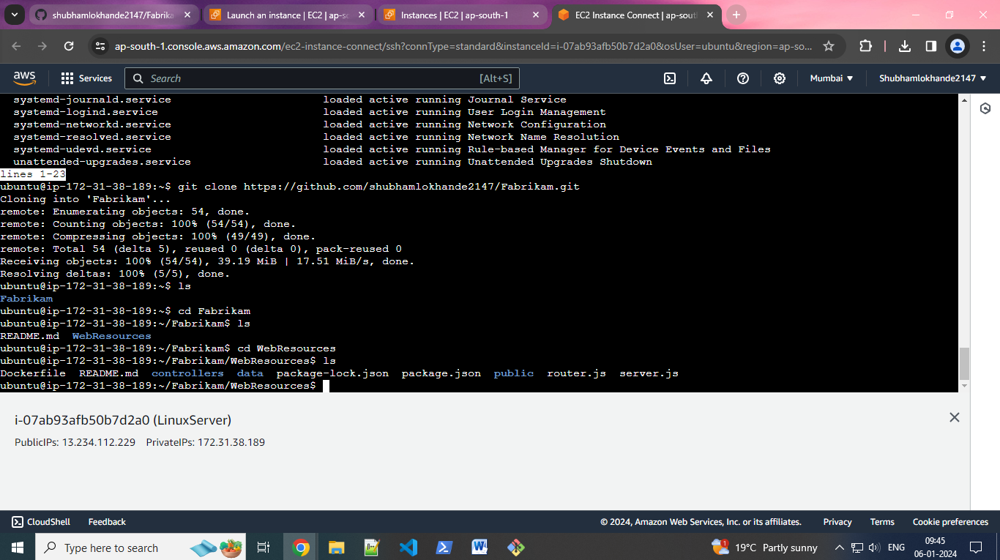 shubhamlokhande2147/Fabrika
Launch an instance | EC2 | ap-so
Instances | EC2 | ap-south-1
EC2 Instance Connect | ap-sout
ap-south-1.console.aws.amazon.com/ec2-instance-connect/ssh?connType=standard&instanceId=i-07ab93afb50b7d2a0&osUser=ubuntu&region=ap-so...
aws Services Search [Alt+S] Mumbai Shubhamlokhande2147
systemd-journald.service loaded active running Journal Service
systemd-logind.service loaded active running User Login Management
systemd-networkd.service loaded active running Network Configuration
systemd-resolved.service loaded active running Network Name Resolution
systemd-udevd.service loaded active running Rule-based Manager for Device Events and Files
unattended-upgrades.service loaded active running Unattended Upgrades Shutdown
lines 1-23
ubuntu@ip-172-31-38-189:~$ git clone https://github.com/shubhamlokhande2147/Fabrikam.git
Cloning into 'Fabrikam'...
remote: Enumerating objects: 54, done.
remote: Counting objects: 100% (54/54), done.
remote: Compressing objects: 100% (49/49), done.
remote: Total 54 (delta 5), reused 0 (delta 0), pack-reused 0
Receiving objects: 100% (54/54), 39.19 MiB | 17.51 MiB/s, done.
Resolving deltas: 100% (5/5), done.
ubuntu@ip-172-31-38-189:~$ ls
Fabrikam
ubuntu@ip-172-31-38-189:~$ cd Fabrikam
ubuntu@ip-172-31-38-189:~/Fabrikam$ ls
README.md WebResources
ubuntu@ip-172-31-38-189:~/Fabrikam$ cd WebResources
ubuntu@ip-172-31-38-189:~/Fabrikam/WebResources$ ls
Dockerfile README.md controllers data package-lock.json package.json public router.js server.js
ubuntu@ip-172-31-38-189:~/Fabrikam/WebResources$
i-07ab93afb50b7d2a0 (LinuxServer)
PublicIPs: 13.234.112.229 PrivateIPs: 172.31.38.189
CloudShell Feedback © 2024, Amazon Web Services, Inc. or its affiliates. Privacy Terms Cookie preferences
Type here to search
1
19°C Partly sunny
ENG
09:45
06-01-2024